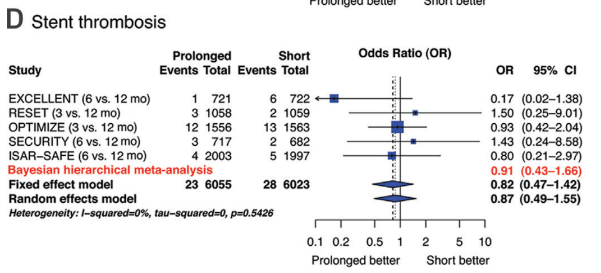 Prolonged better Short better
D Stent thrombosis
Prolonged Short Odds Ratio (OR)
Study Events Total Events Total OR 95% CI
EXCELLENT (6 vs. 12 mo) 1 721 6 722 0.17 (0.02–1.38)
RESET (3 vs. 12 mo) 3 1058 2 1059 1.50 (0.25–9.01)
OPTIMIZE (3 vs. 12 mo) 12 1556 13 1563 0.93 (0.42–2.04)
SECURITY (6 vs. 12 mo) 3 717 2 682 1.43 (0.24–8.58)
ISAR–SAFE (6 vs. 12 mo) 4 2003 5 1997 0.80 (0.21–2.97)
Bayesian hierarchical meta-analysis 0.91 (0.43–1.66)
Fixed effect model 23 6055 28 6023 0.82 (0.47–1.42)
Random effects model 0.87 (0.49–1.55)
Heterogeneity: I–squared=0%, tau–squared=0, p=0.5426
0.1 0.2 0.5 1 2 5 10
Prolonged better Short better